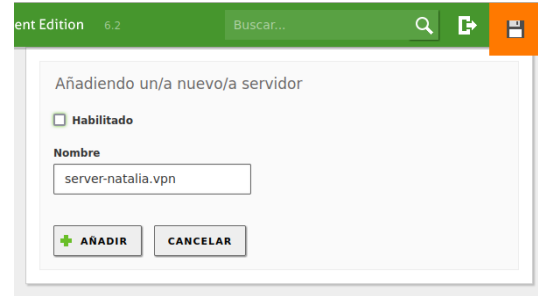 ent Edition 6.2 Buscar...
Añadiendo un/a nuevo/a servidor
Habilitado
Nombre
server-natalia.vpn
AÑADIR CANCELAR